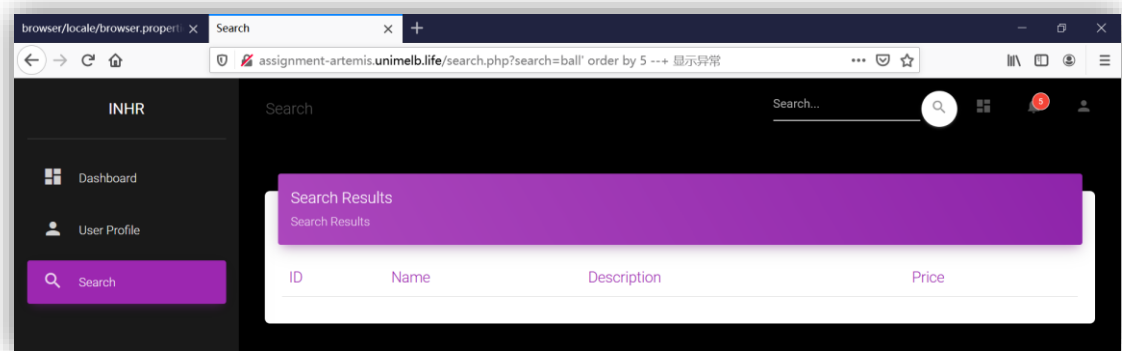 browser/locale/browser.properti
Search
assignment-artemis.unimelb.life/search.php?search=ball' order by 5 --+ 显示异常
INHR
Search
Search...
5
Dashboard
User Profile
Search
Search Results
Search Results
ID Name Description Price